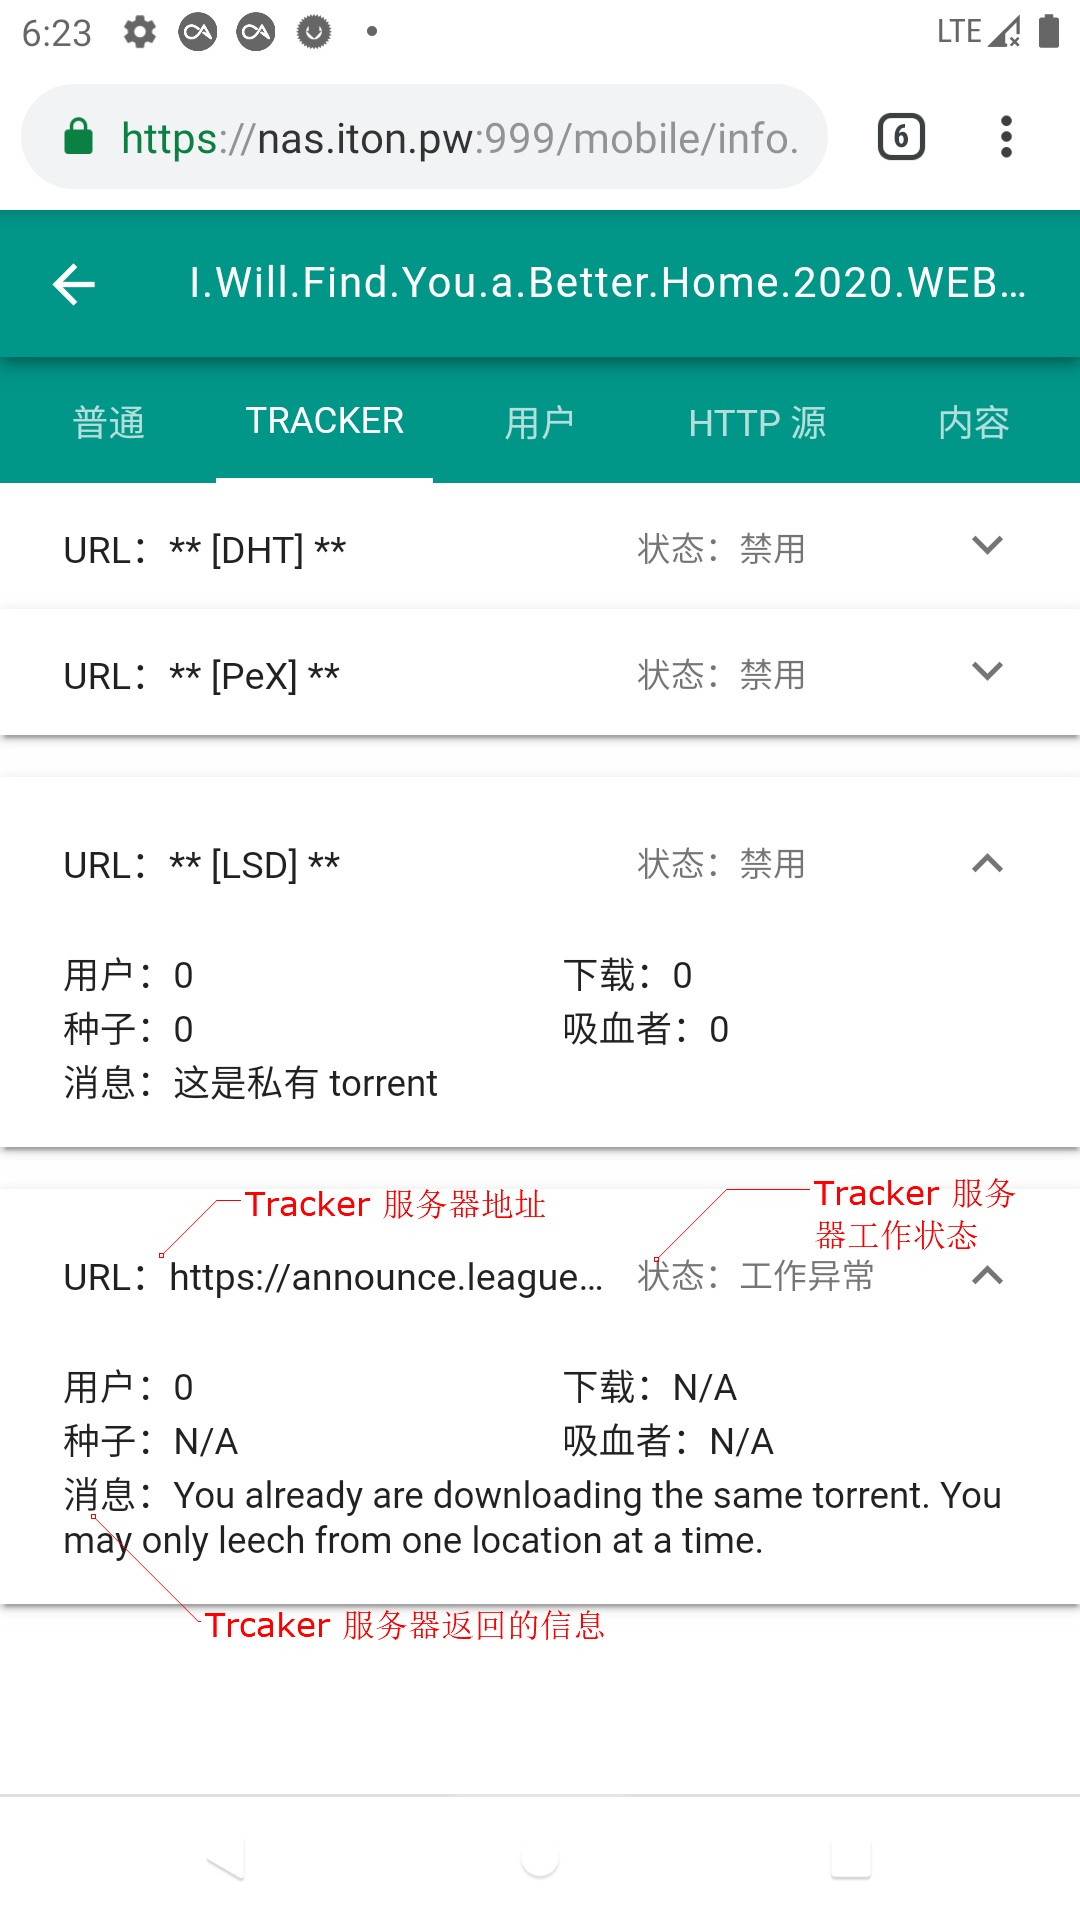 6:23
LTE
https://nas.iton.pw:999/mobile/info.
6
I.Will.Find.You.a.Better.Home.2020.WEB...
普通 TRACKER 用户 HTTP 源 内容
URL：** [DHT] ** 状态：禁用
URL：** [PeX] ** 状态：禁用
URL：** [LSD] ** 状态：禁用
用户：0 下载：0
种子：0 吸血者：0
消息：这是私有 torrent
Tracker 服务器地址
Tracker 服务
器工作状态
URL：https://announce.league... 状态：工作异常
用户：0 下载：N/A
种子：N/A 吸血者：N/A
消息：You already are downloading the same torrent. You
may only leech from one location at a time.
Trcaker 服务器返回的信息